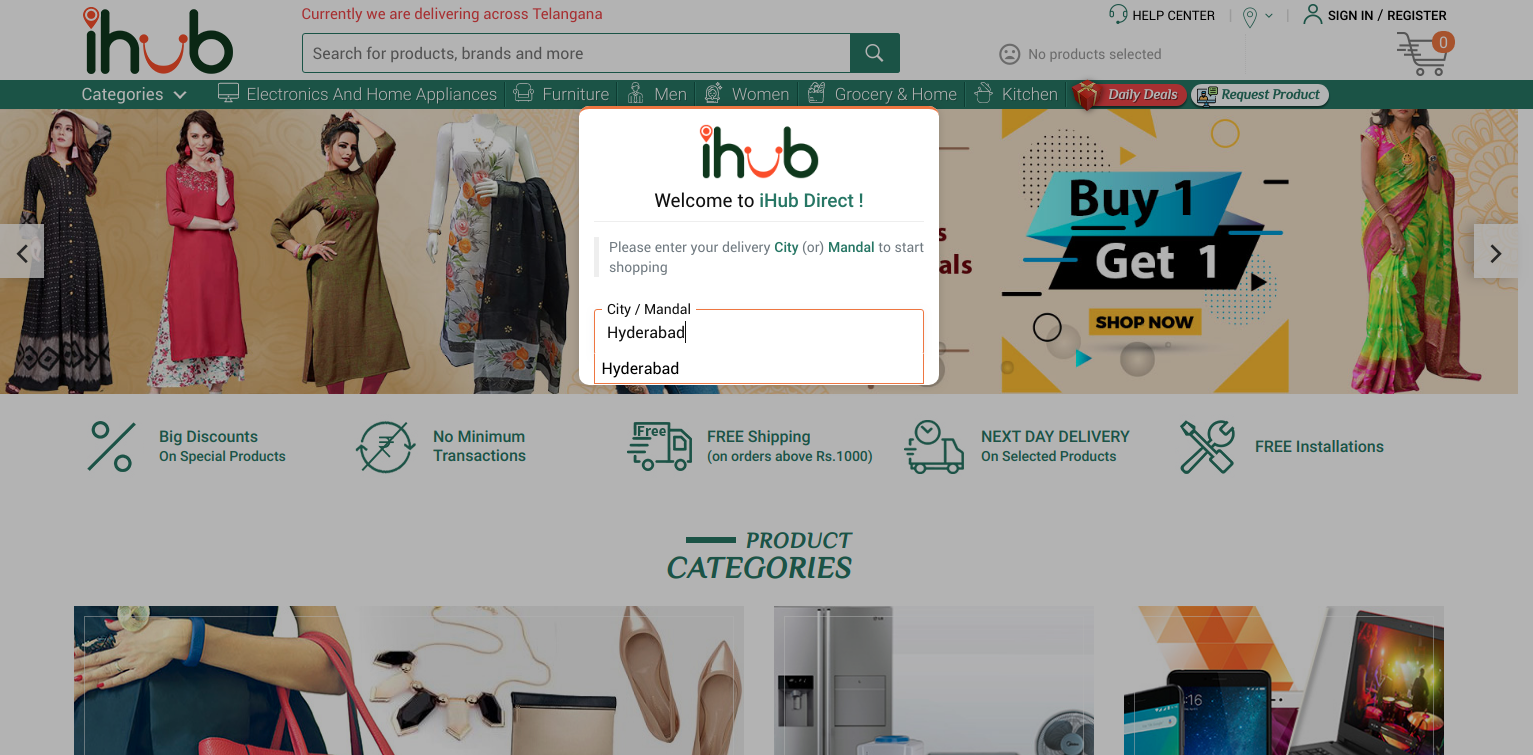 Currently we are delivering across Telangana
HELP CENTER
SIGN IN / REGISTER
ihub
Search for products, brands and more
No products selected
0
Categories
Electronics And Home Appliances
Furniture
Men
Women
Grocery & Home
Kitchen
Daily Deals
Request Product
ihub
Welcome to iHub Direct !
Please enter your delivery City (or) Mandal to start
shopping
City / Mandal
Hyderabad
Hyderabad
als
Buy 1
Get 1
SHOP NOW
Big Discounts
On Special Products
No Minimum
Transactions
Free
FREE Shipping
(on orders above Rs.1000)
NEXT DAY DELIVERY
On Selected Products
FREE Installations
PRODUCT
CATEGORIES